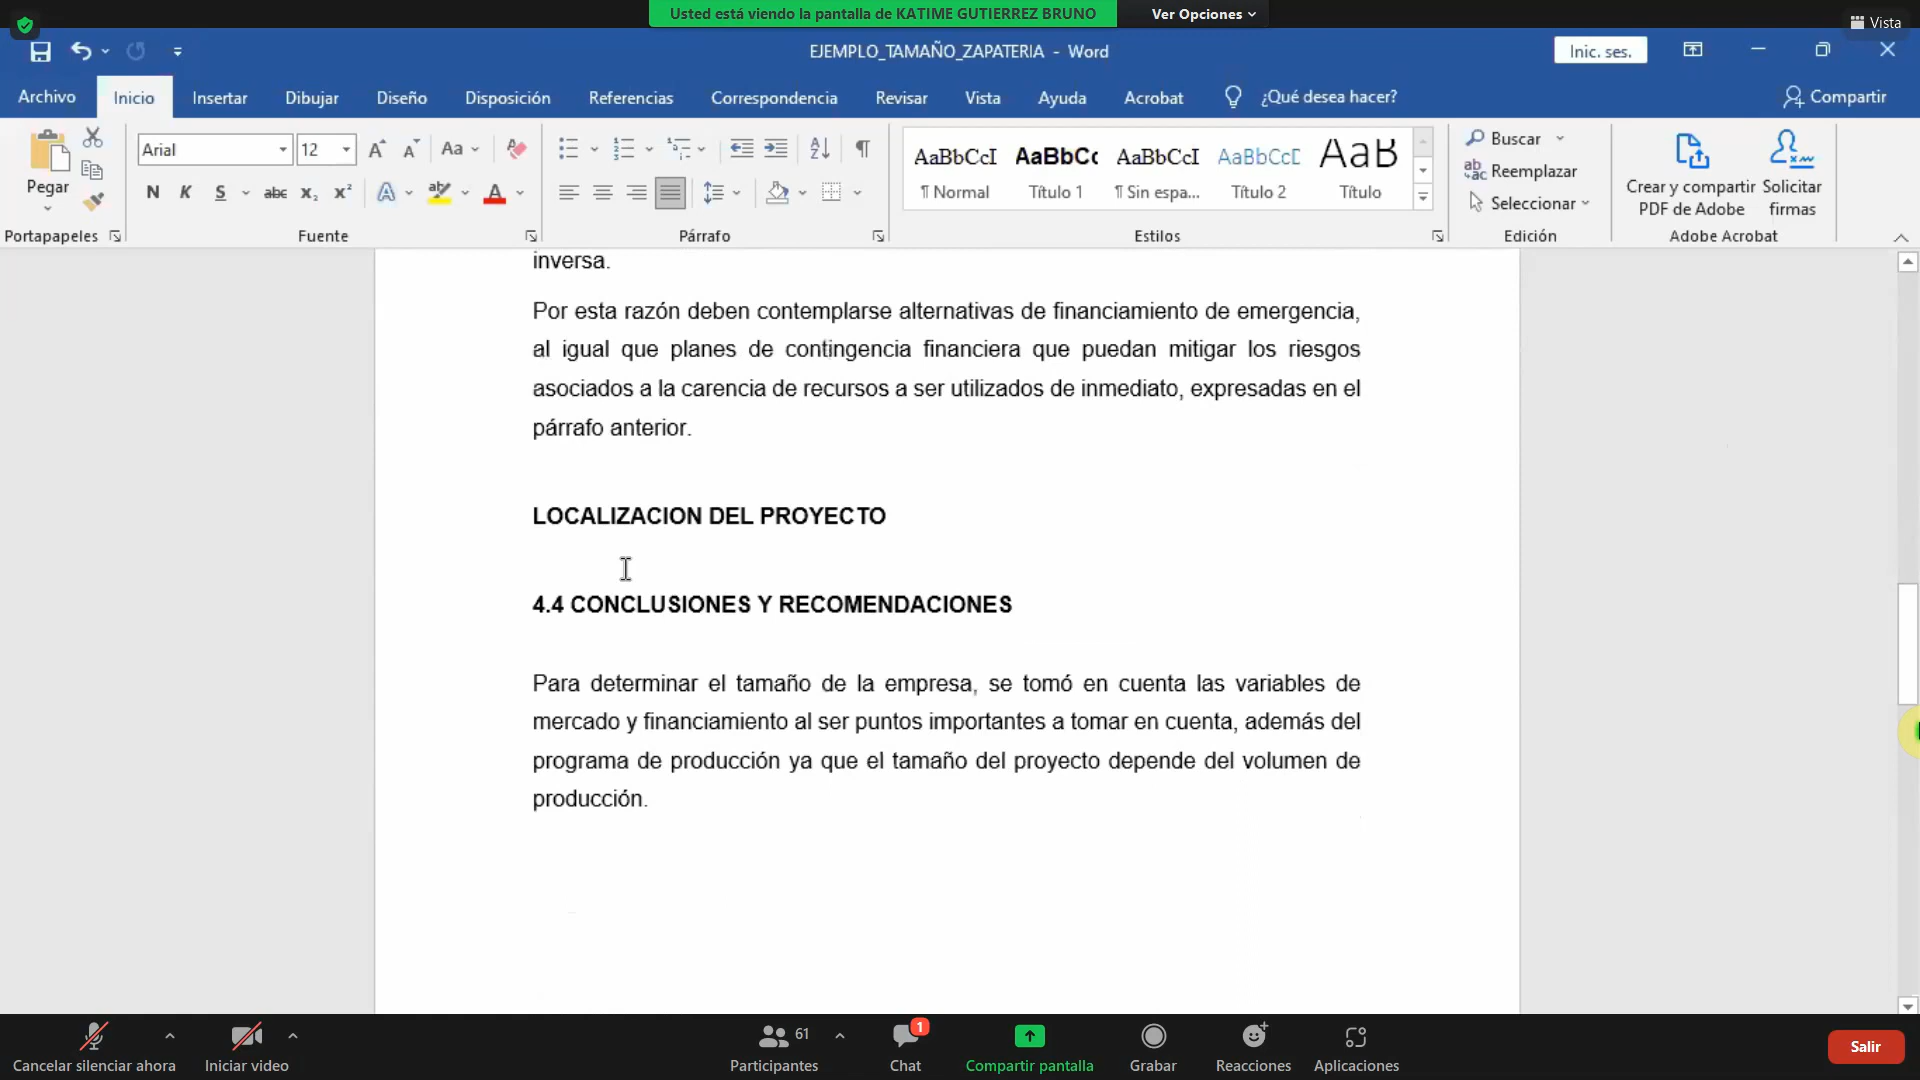 Usted está viendo la pantalla de KATIME GUTIERREZ BRUNO
Ver Opciones
Vista
EJEMPLO_TAMAÑO_ZAPATERIA - Word
Inic. ses.
Archivo Inicio Insertar Dibujar Diseño Disposición Referencias Correspondencia Revisar Vista Ayuda Acrobat ¿Qué desea hacer? Compartir
Pegar
Arial 12 Aa
N K S abc x₂ x² A ab A
AaBbCcI AaBbCc AaBbCcI AaBbCcD AaB
¶ Normal Título 1 ¶ Sin espa... Título 2 Título
Buscar
Reemplazar
Seleccionar
Crear y compartir PDF de Adobe
Solicitar firmas
Portapapeles Fuente Párrafo Estilos Edición Adobe Acrobat
inversa.
Por esta razón deben contemplarse alternativas de financiamiento de emergencia,
al igual que planes de contingencia financiera que puedan mitigar los riesgos
asociados a la carencia de recursos a ser utilizados de inmediato, expresadas en el
párrafo anterior.
LOCALIZACION DEL PROYECTO
4.4 CONCLUSIONES Y RECOMENDACIONES
Para determinar el tamaño de la empresa, se tomó en cuenta las variables de
mercado y financiamiento al ser puntos importantes a tomar en cuenta, además del
programa de producción ya que el tamaño del proyecto depende del volumen de
producción.
61
1
Cancelar silenciar ahora Iniciar video Participantes Chat Compartir pantalla Grabar Reacciones Aplicaciones Salir